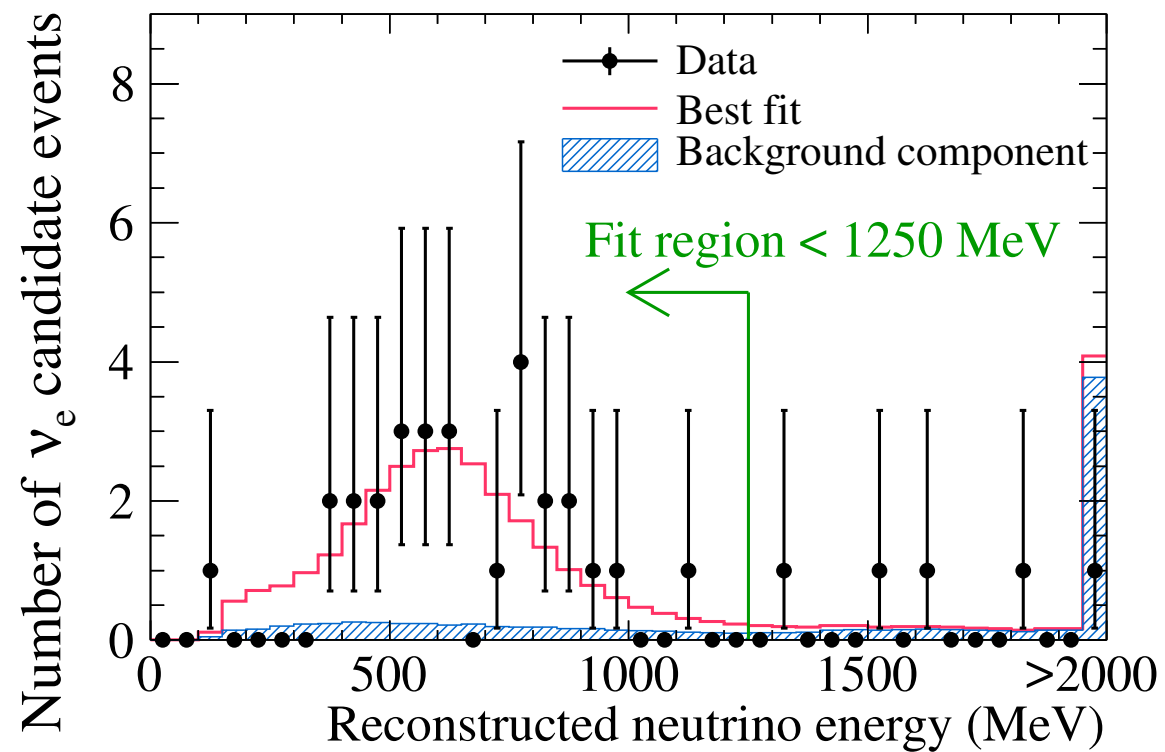 Number of νe candidate events
8
6
4
2
0
Data
Best fit
Background component
Fit region < 1250 MeV
0 500 1000 1500 >2000
Reconstructed neutrino energy (MeV)